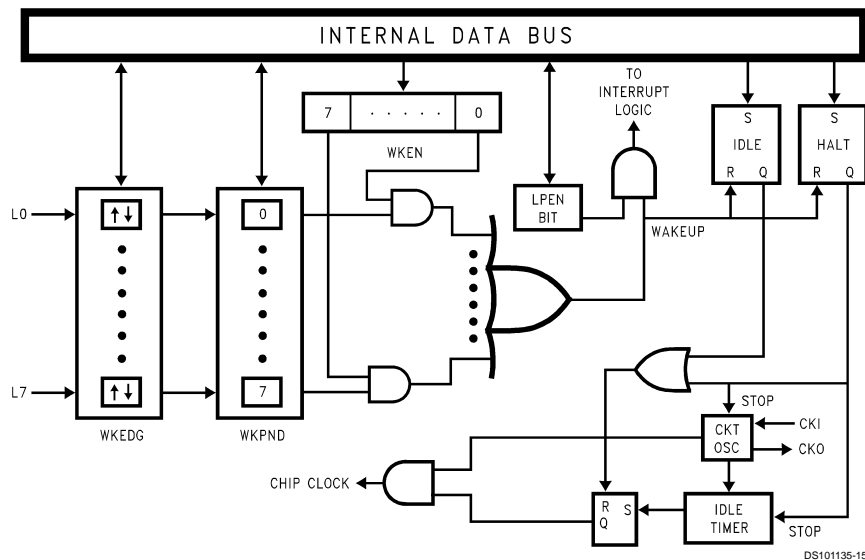 INTERNAL DATA BUS
TO
INTERRUPT
LOGIC
7 . . . . . 0
WKEN
S
IDLE
R Q
S
HALT
R Q
LPEN
BIT
WAKEUP
L0
↑↓
0
L7
↑↓
7
WKEDG
WKPND
STOP
CKT
OSC
CKI
CKO
CHIP CLOCK
R S
Q
IDLE
TIMER
STOP
DS101135-15